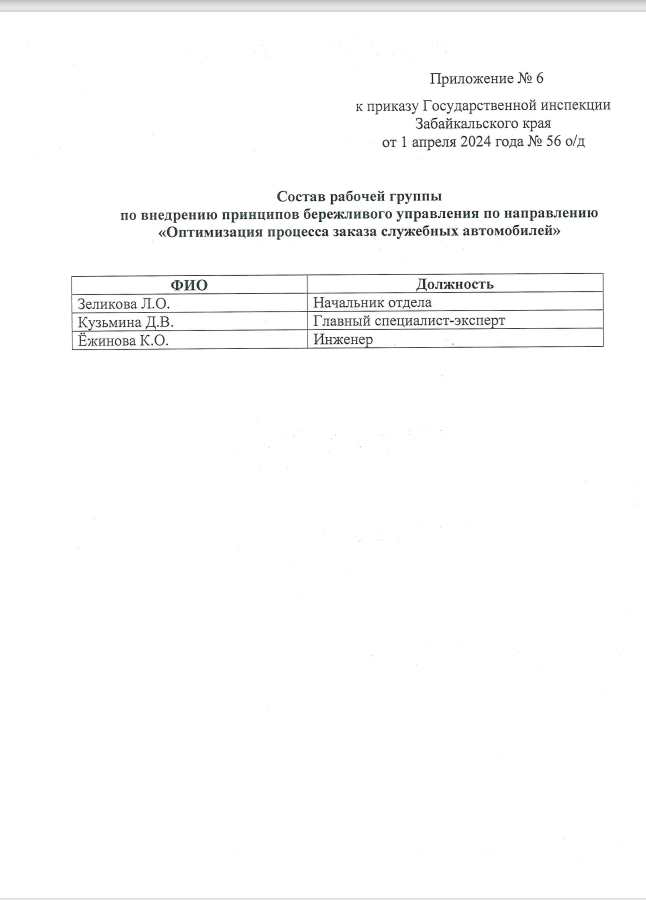 Приложение № 6
к приказу Государственной инспекции
Забайкальского края
от 1 апреля 2024 года № 56 о/д
Состав рабочей группы
по внедрению принципов бережливого управления по направлению
«Оптимизация процесса заказа служебных автомобилей»
ФИО Должность
Зеликова Л.О. Начальник отдела
Кузьмина Д.В. Главный специалист-эксперт
Ёжинова К.О. Инженер